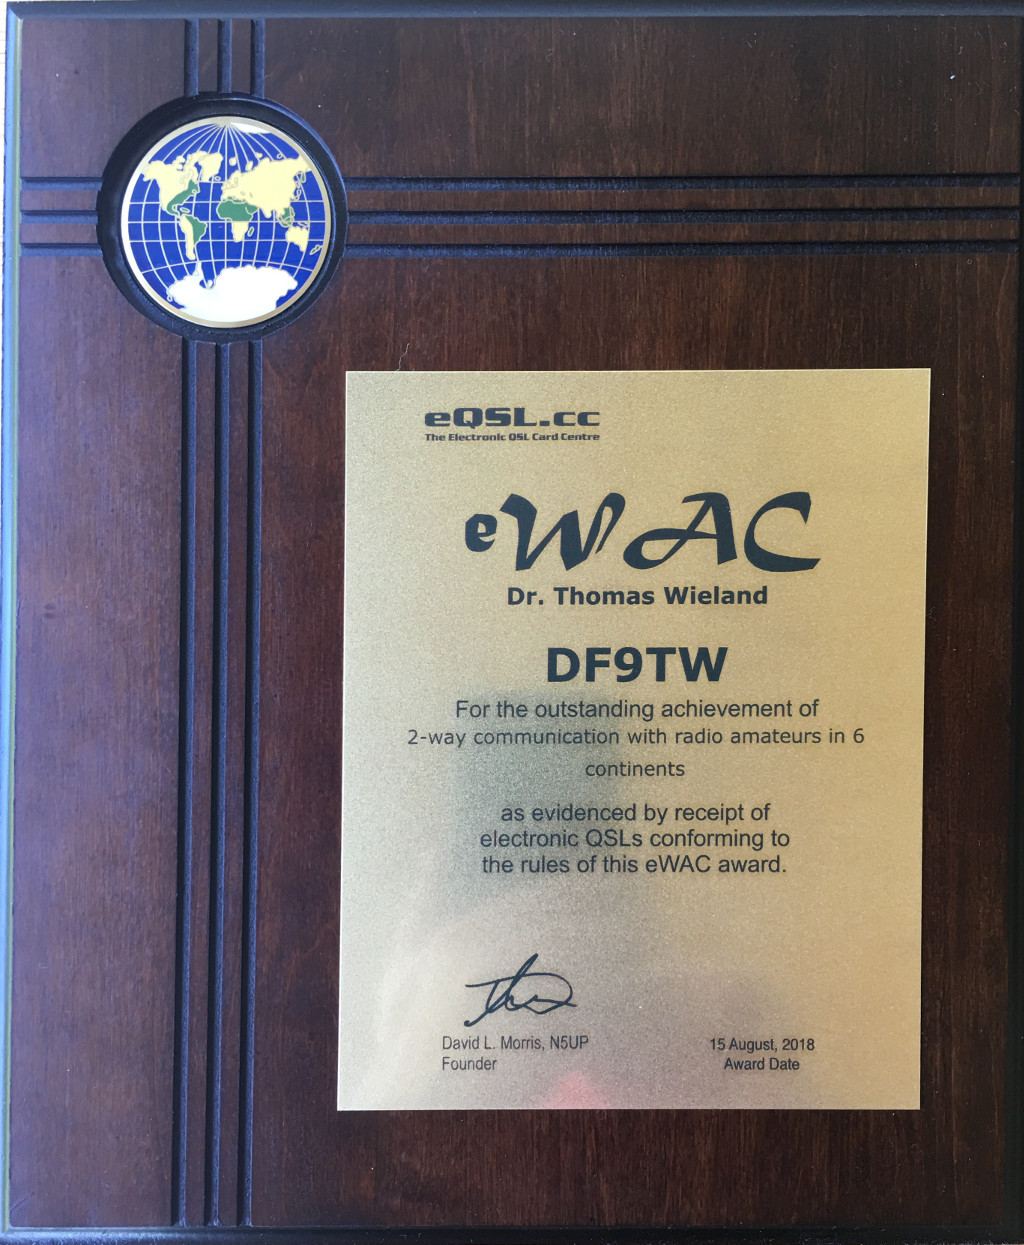 eQSL.cc
The Electronic QSL Card Centre
eWAC
Dr. Thomas Wieland
DF9TW
For the outstanding achievement of
2-way communication with radio amateurs in 6
continents
as evidenced by receipt of
electronic QSLs conforming to
the rules of this eWAC award.
David L. Morris, N5UP
Founder
15 August, 2018
Award Date